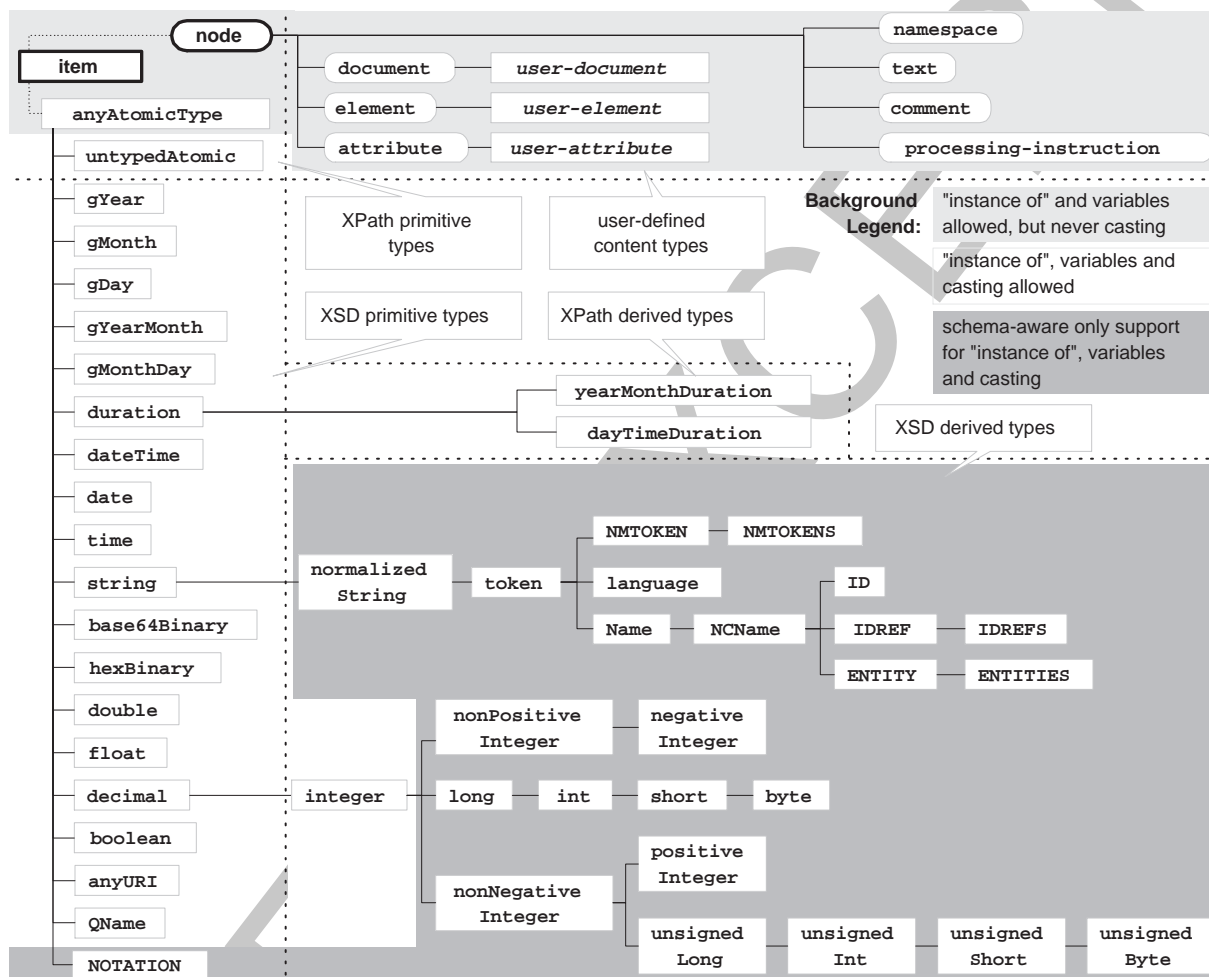 node
namespace
item
document
user-document
text
element
user-element
comment
anyAtomicType
attribute
user-attribute
processing-instruction
untypedAtomic
gYear
gMonth
gDay
gYearMonth
gMonthDay
duration
dateTime
date
time
string
base64Binary
hexBinary
double
float
decimal
boolean
anyURI
QName
NOTATION
XPath primitive
types
user-defined
content types
Background
Legend:
"instance of" and variables
allowed, but never casting
"instance of", variables and
casting allowed
schema-aware only support
for "instance of", variables
and casting
XSD primitive types
XPath derived types
yearMonthDuration
dayTimeDuration
XSD derived types
normalized
String
token
NMTOKEN
NMTOKENS
language
Name
NCName
ID
IDREF
IDREFS
ENTITY
ENTITIES
integer
nonPositive
Integer
negative
Integer
long
int
short
byte
nonNegative
Integer
positive
Integer
unsigned
Long
unsigned
Int
unsigned
Short
unsigned
Byte